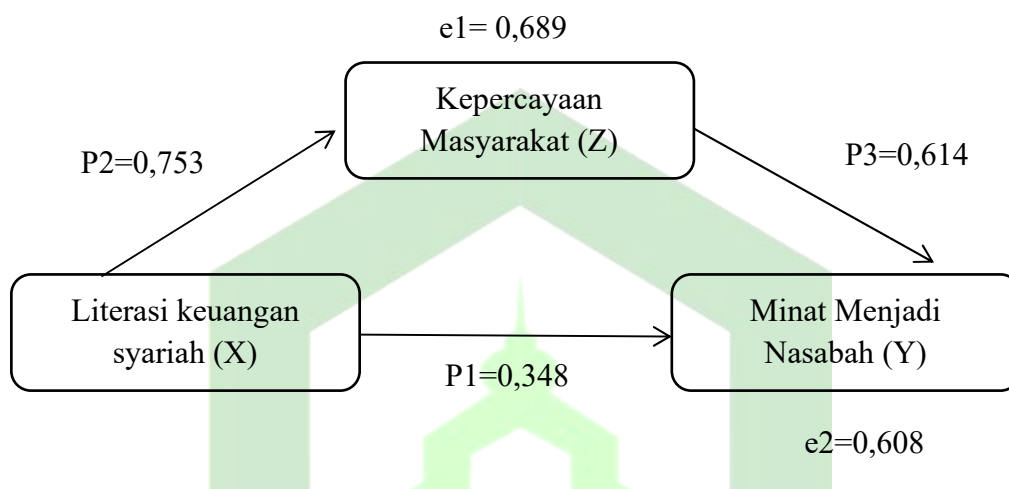 e1= 0,689
Kepercayaan
Masyarakat (Z)
P2=0,753
P3=0,614
Literasi keuangan
syariah (X)
Minat Menjadi
Nasabah (Y)
P1=0,348
e2=0,608